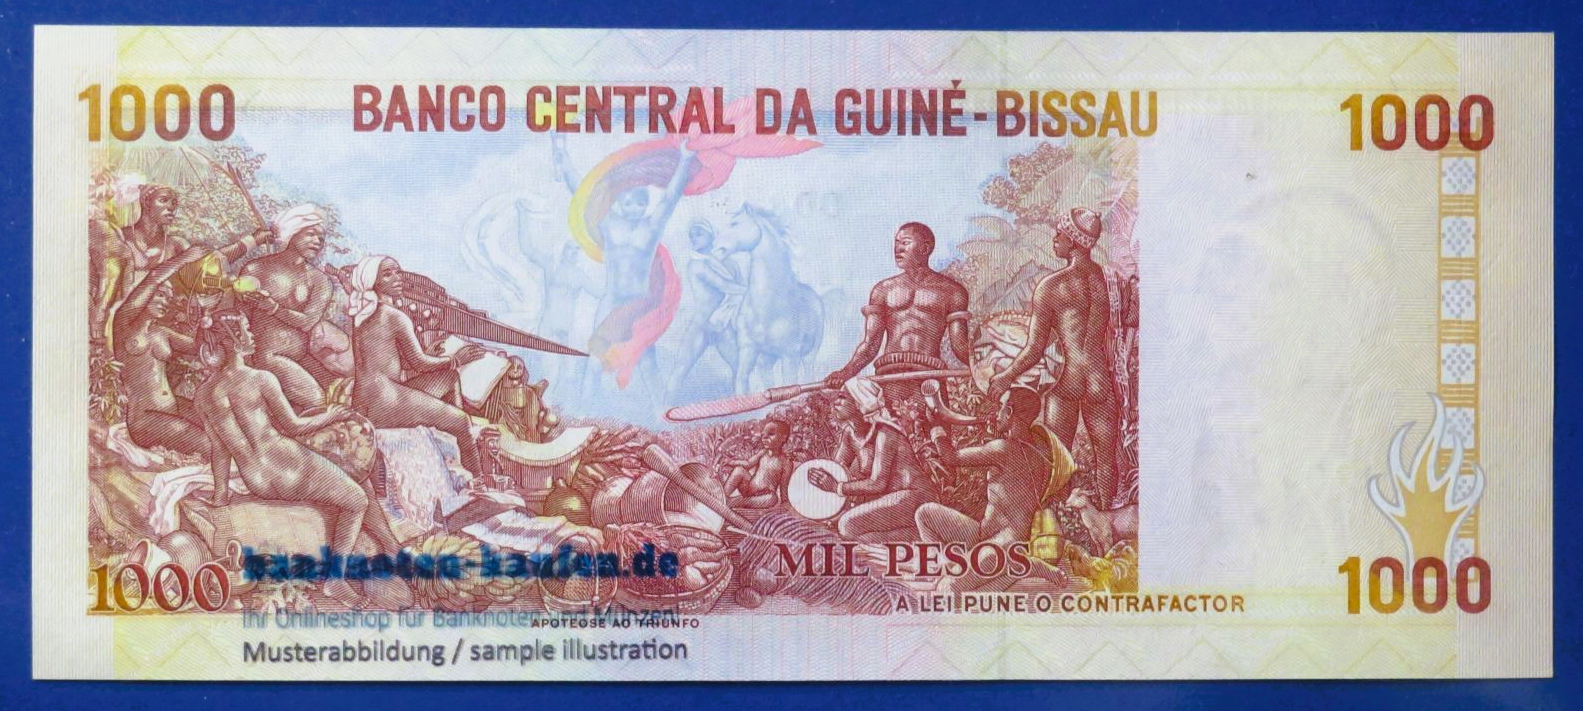 1000 BANCO CENTRAL DA GUINÉ-BISSAU 1000
1000 banknoten-kaufen.de MIL PESOS 1000
A LEI PUNE O CONTRAFACTOR
Ihr Onlineshop für Banknoten und Münzen!
APOTEOSE AO TRIUNFO
Musterabbildung / sample illustration